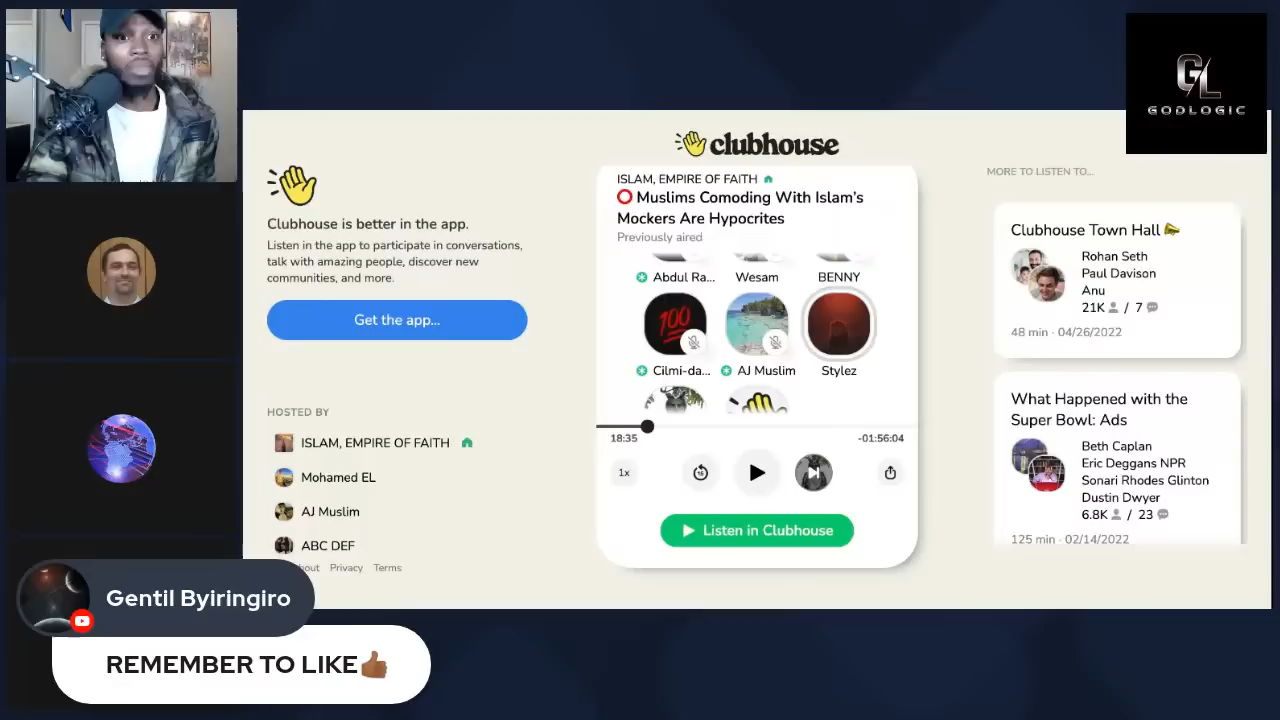 GL
GODLOGIC
clubhouse
Clubhouse is better in the app.
Listen in the app to participate in conversations,
talk with amazing people, discover new
communities, and more.
Get the app...
HOSTED BY
ISLAM, EMPIRE OF FAITH
Mohamed EL
AJ Muslim
ABC DEF
Privacy Terms
ISLAM, EMPIRE OF FAITH
⭕ Muslims Comoding With Islam's
Mockers Are Hypocrites
Previously aired
Abdul Ra... Wesam BENNY
100
Cilmi-da... AJ Muslim Stylez
18:35 -01:56:04
1x
15
Listen in Clubhouse
MORE TO LISTEN TO...
Clubhouse Town Hall
Rohan Seth
Paul Davison
Anu
21K / 7
48 min · 04/26/2022
What Happened with the
Super Bowl: Ads
Beth Caplan
Eric Deggans NPR
Sonari Rhodes Glinton
Dustin Dwyer
6.8K / 23
125 min · 02/14/2022
Gentil Byiringiro
REMEMBER TO LIKE👍🏾